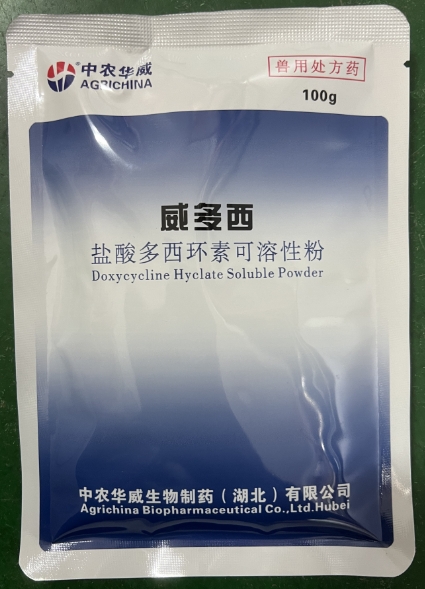 中农华威
AGRICHINA
兽用处方药
100g
威多西
盐酸多西环素可溶性粉
Doxycycline Hyclate Soluble Powder
中农华威生物制药（湖北）有限公司
Agrichina Biopharmaceutical Co.,Ltd.Hubei